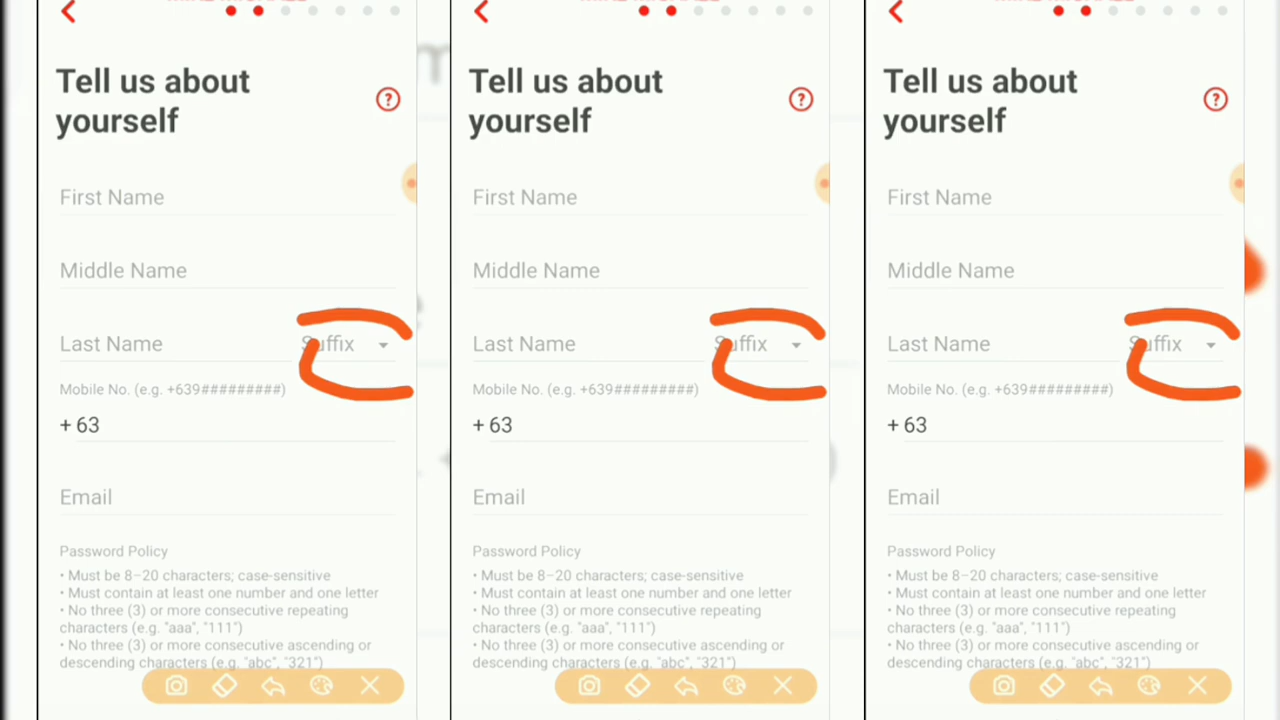 Tell us about
yourself
First Name
Middle Name
Last Name
Suffix
Mobile No. (e.g. +639#########)
+ 63
Email
Password Policy
• Must be 8–20 characters; case-sensitive
• Must contain at least one number and one letter
• No three (3) or more consecutive repeating
characters (e.g. "aaa", "111")
• No three (3) or more consecutive ascending or
descending characters (e.g. "abc", "321")
Tell us about
yourself
First Name
Middle Name
Last Name
Suffix
Mobile No. (e.g. +639#########)
+ 63
Email
Password Policy
• Must be 8–20 characters; case-sensitive
• Must contain at least one number and one letter
• No three (3) or more consecutive repeating
characters (e.g. "aaa", "111")
• No three (3) or more consecutive ascending or
descending characters (e.g. "abc", "321")
Tell us about
yourself
First Name
Middle Name
Last Name
Suffix
Mobile No. (e.g. +639#########)
+ 63
Email
Password Policy
• Must be 8–20 characters; case-sensitive
• Must contain at least one number and one letter
• No three (3) or more consecutive repeating
characters (e.g. "aaa", "111")
• No three (3) or more consecutive ascending or
descending characters (e.g. "abc", "321")